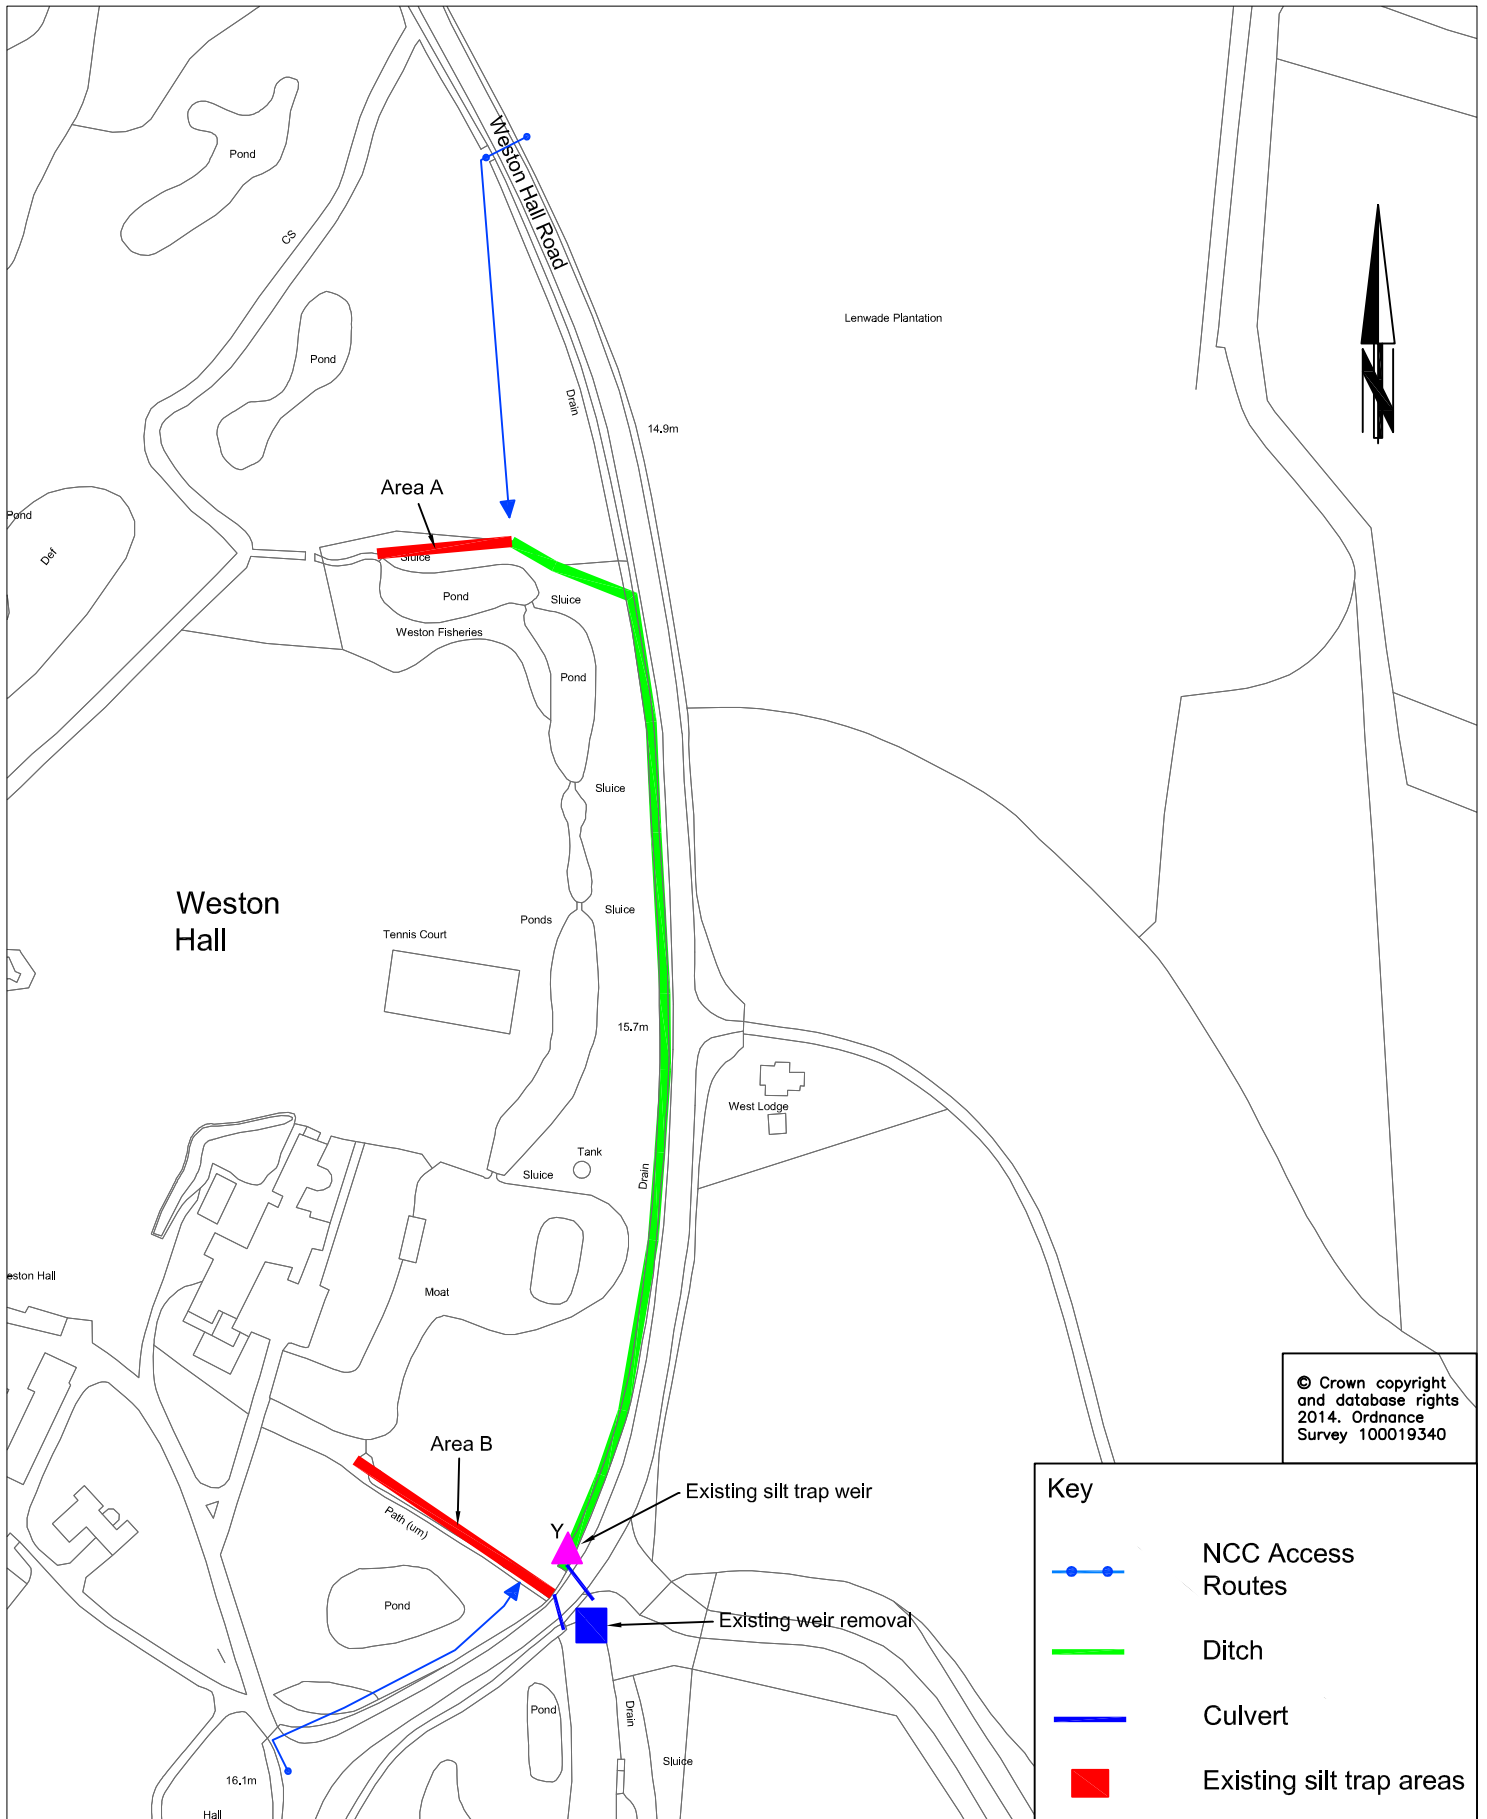 Weston Hall Road
Pond
CS
Lenwade Plantation
Pond
Drain
14.9m
Area A
Pond
Def
Sluice
Pond
Sluice
Weston Fisheries
Pond
Sluice
Weston
Hall
Ponds
Sluice
Tennis Court
15.7m
West Lodge
Tank
Sluice
Drain
eston Hall
Moat
Area B
Path (um)
Y
Existing silt trap weir
Pond
Existing weir removal
Pond
Drain
Sluice
16.1m
Hall
© Crown copyright
and database rights
2014. Ordnance
Survey 100019340
Key
NCC Access
Routes
Ditch
Culvert
Existing silt trap areas
N